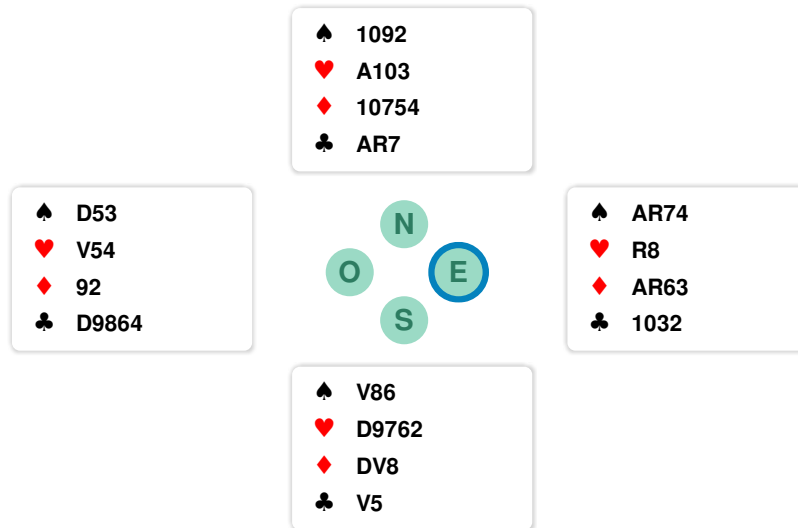 ♠ 1092
♥ A103
♦ 10754
♣ AR7
♠ D53
♥ V54
♦ 92
♣ D9864
N
O E
S
♠ AR74
♥ R8
♦ AR63
♣ 1032
♠ V86
♥ D9762
♦ DV8
♣ V5